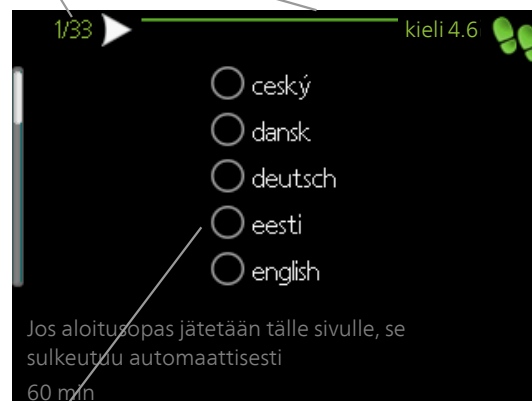 1/33 kieli 4.6
ceský
dansk
deutsch
eesti
english
Jos aloitusopas jätetään tälle sivulle, se
sulkeutuu automaattisesti
60 min